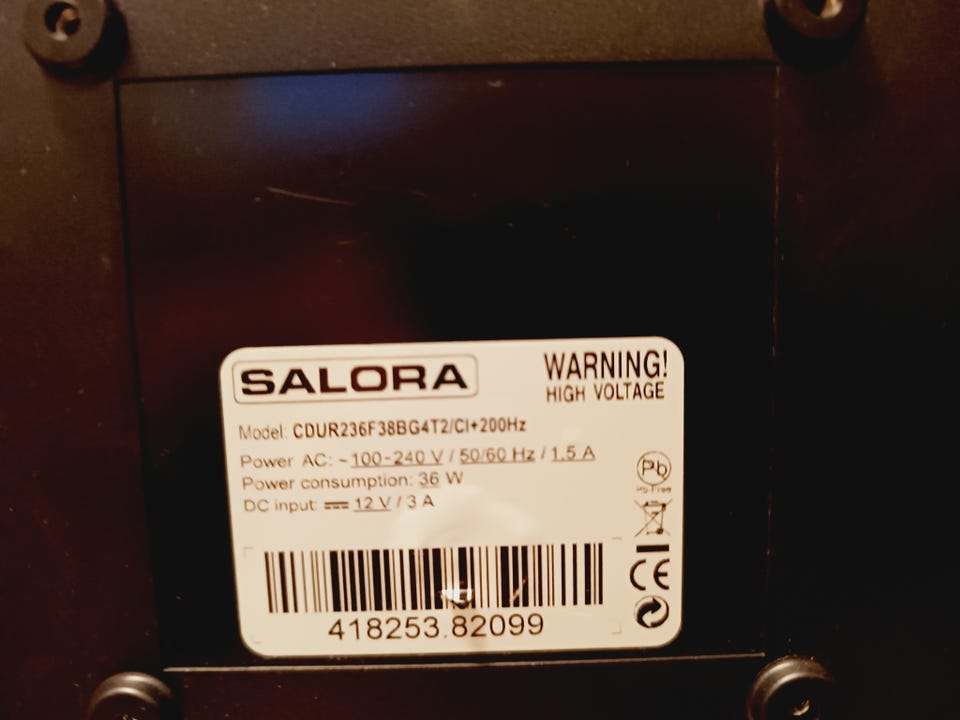 SALORA
WARNING!
HIGH VOLTAGE
Model: CDUR236F38BG4T2/CI+200Hz
Power AC: ~100-240 V / 50/60 Hz / 1.5 A
Power consumption: 36 W
DC input: ⎓ 12 V / 3 A
Pb
CE
418253.82099